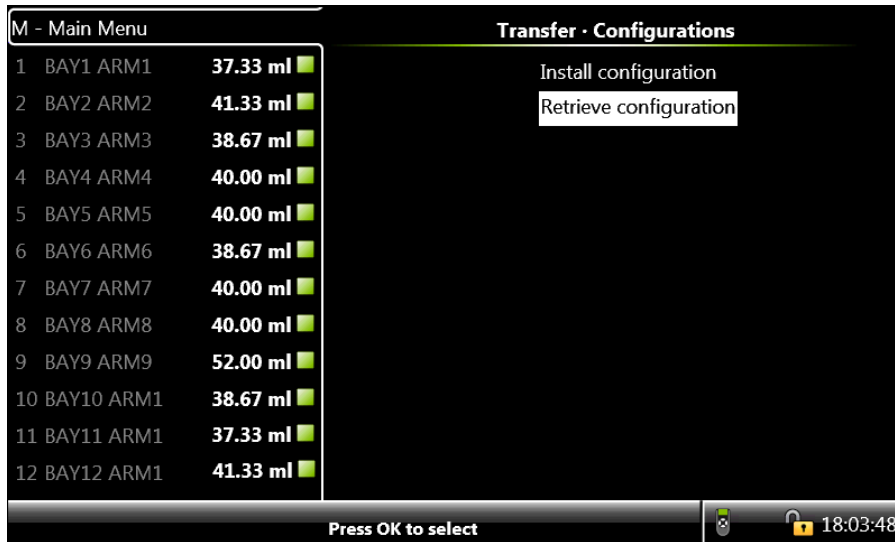 M - Main Menu
1 BAY1 ARM1 37.33 ml
2 BAY2 ARM2 41.33 ml
3 BAY3 ARM3 38.67 ml
4 BAY4 ARM4 40.00 ml
5 BAY5 ARM5 40.00 ml
6 BAY6 ARM6 38.67 ml
7 BAY7 ARM7 40.00 ml
8 BAY8 ARM8 40.00 ml
9 BAY9 ARM9 52.00 ml
10 BAY10 ARM1 38.67 ml
11 BAY11 ARM1 37.33 ml
12 BAY12 ARM1 41.33 ml
Transfer · Configurations
Install configuration
Retrieve configuration
Press OK to select
18:03:48